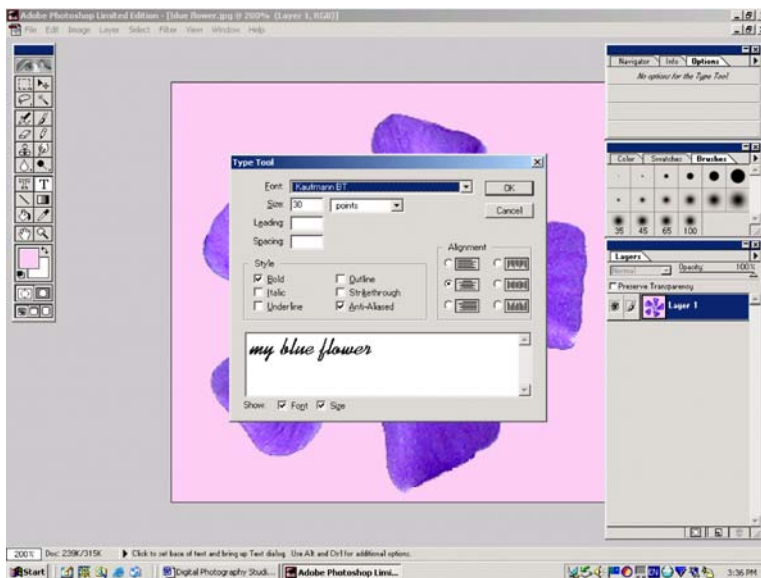 Adobe Photoshop Limited Edition - [blue flower.jpg @ 200% (Layer 1, RGB)]
File Edit Image Layer Select Filter View Window Help
Navigator Info Options
No options for the Type Tool
Type Tool
Font: Kaufmann BT
OK
Size: 30 points
Cancel
Leading:
Spacing:
Alignment
Style
Bold
Outline
Italic
Strikethrough
Underline
Anti-Aliased
my blue flower
Show: Font Size
Color Swatches Brushes
35 45 65 100
Layers
Normal Opacity: 100%
Preserve Transparency
Layer 1
200% Doc: 239K/315K Click to set base of text and bring up Text dialog. Use Alt and Ctrl for additional options.
Start Digital Photography Studi... Adobe Photoshop Limi... 3:36 PM